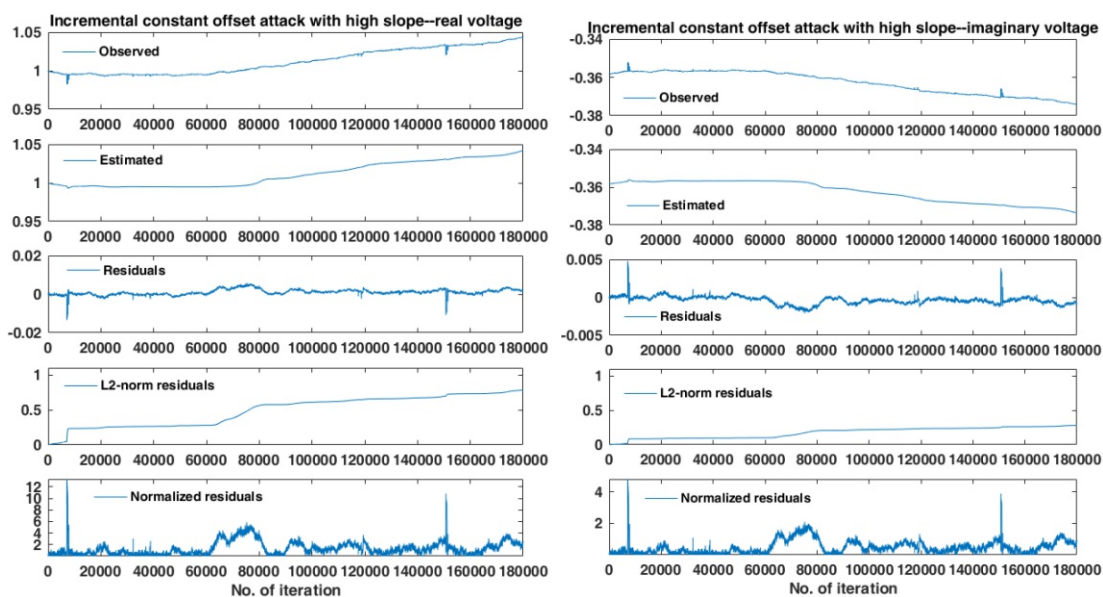 Incremental constant offset attack with high slope--real voltage
1.05
Observed
1
0.95
0 20000 40000 60000 80000 100000 120000 140000 160000 180000
1.05
Estimated
1
0.95
0 20000 40000 60000 80000 100000 120000 140000 160000 180000
0.02
Residuals
0
-0.02
0 20000 40000 60000 80000 100000 120000 140000 160000 180000
1
L2-norm residuals
0.5
0
0 20000 40000 60000 80000 100000 120000 140000 160000 180000
12
Normalized residuals
10
8
6
4
2
0 20000 40000 60000 80000 100000 120000 140000 160000 180000
No. of iteration
Incremental constant offset attack with high slope--imaginary voltage
-0.34
-0.36
Observed
-0.38
0 20000 40000 60000 80000 100000 120000 140000 160000 180000
-0.34
-0.36
Estimated
-0.38
0 20000 40000 60000 80000 100000 120000 140000 160000 180000
0.005
0
Residuals
-0.005
0 20000 40000 60000 80000 100000 120000 140000 160000 180000
1
L2-norm residuals
0.5
0
0 20000 40000 60000 80000 100000 120000 140000 160000 180000
4
Normalized residuals
2
0 20000 40000 60000 80000 100000 120000 140000 160000 180000
No. of iteration